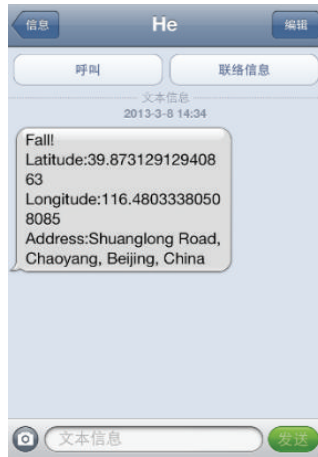 信息
He
编辑
呼叫
联络信息
文本信息
2013-3-8 14:34
Fall!
Latitude:39.873129129408
63
Longitude:116.4803338050
8085
Address:Shuanglong Road,
Chaoyang, Beijing, China
文本信息
发送